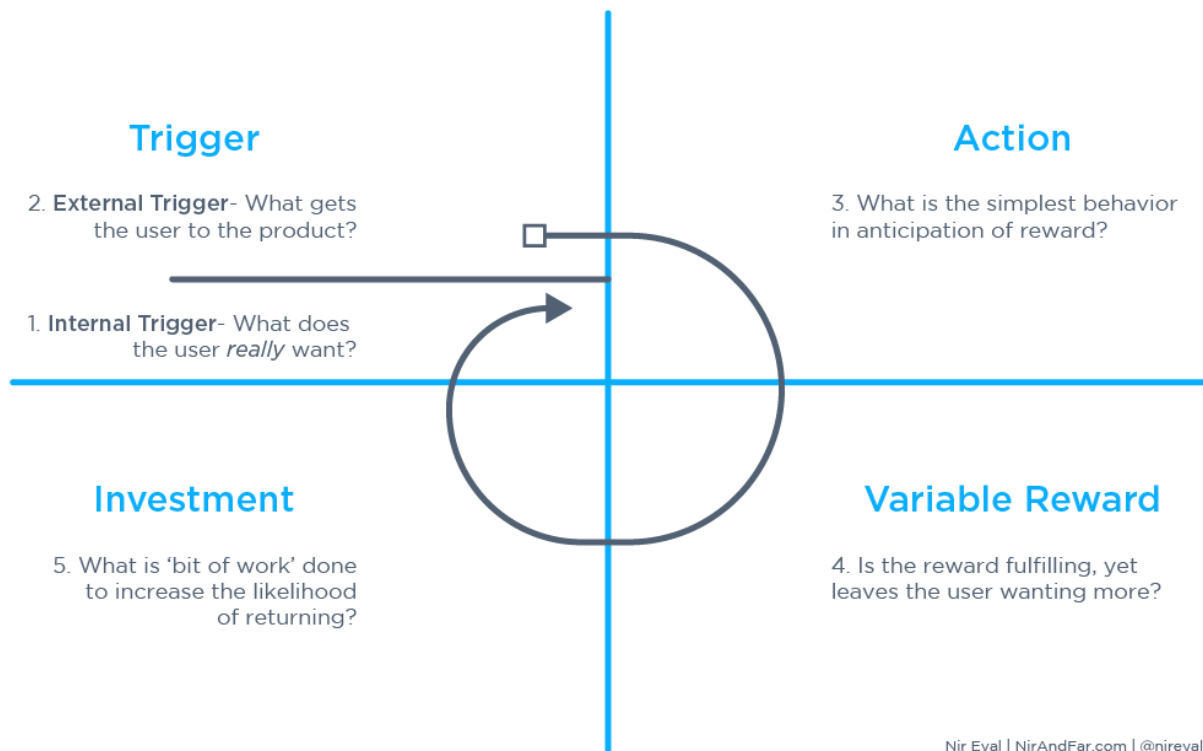 Trigger
2. External Trigger- What gets
the user to the product?
1. Internal Trigger- What does
the user really want?
Action
3. What is the simplest behavior
in anticipation of reward?
Investment
5. What is ‘bit of work’ done
to increase the likelihood
of returning?
Variable Reward
4. Is the reward fulfilling, yet
leaves the user wanting more?
Nir Eyal | NirAndFar.com | @nireyal